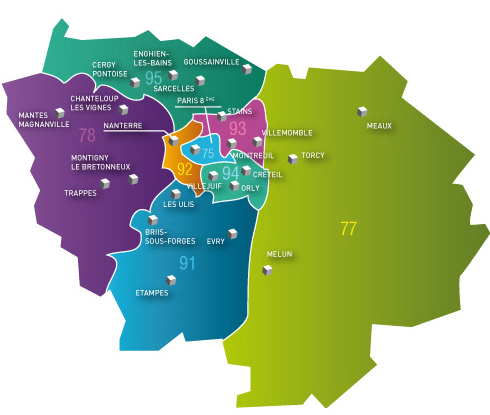 ENGHIEN-
LES-BAINS
GOUSSAINVILLE
CERGY
PONTOISE
95
SARCELLES
CHANTELOUP
LES VIGNES
PARIS 8 ÈME
STAINS
MANTES
MAGNANVILLE
78
NANTERRE
93
VILLEMOMBLE
MEAUX
75
MONTREUIL
TORCY
MONTIGNY
LE BRETONNEUX
92
94
CRÉTEIL
TRAPPES
VILLEJUIF
ORLY
LES ULIS
77
BRIIS-
SOUS-FORGES
EVRY
91
MELUN
ETAMPES